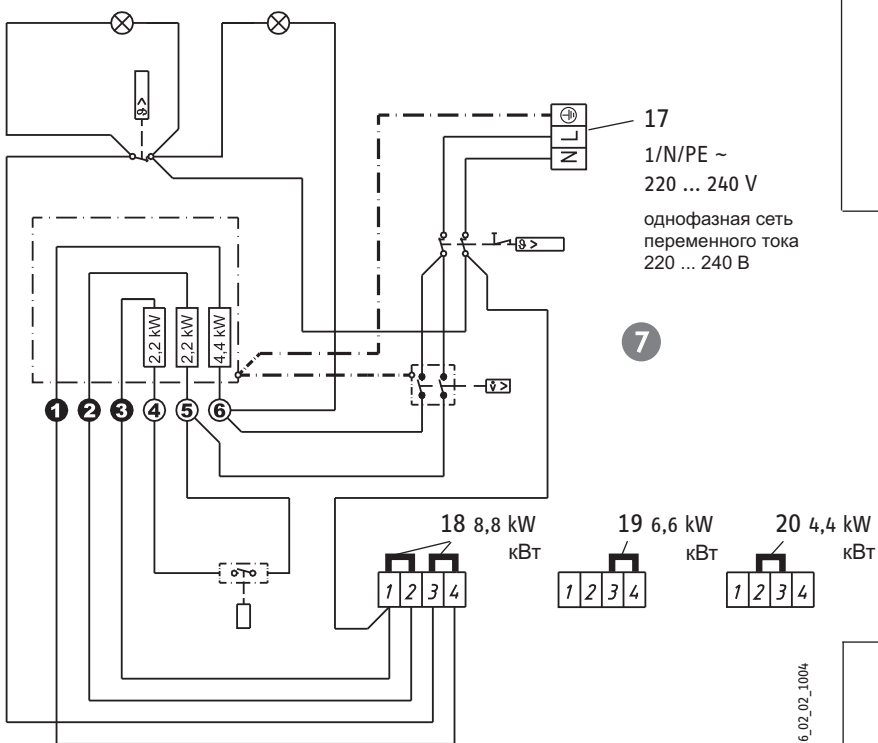 ϑ >
17
L
N
1/N/PE ~
220 ... 240 V
однофазная сеть
переменного тока
220 ... 240 В
ϑ >
2,2 kW
2,2 kW
4,4 kW
7
1 2 3 4 5 6
18 8,8 kW
кВт
19 6,6 kW
кВт
20 4,4 kW
кВт
1 2 3 4
1 2 3 4
1 2 3 4
6_02_02_1004